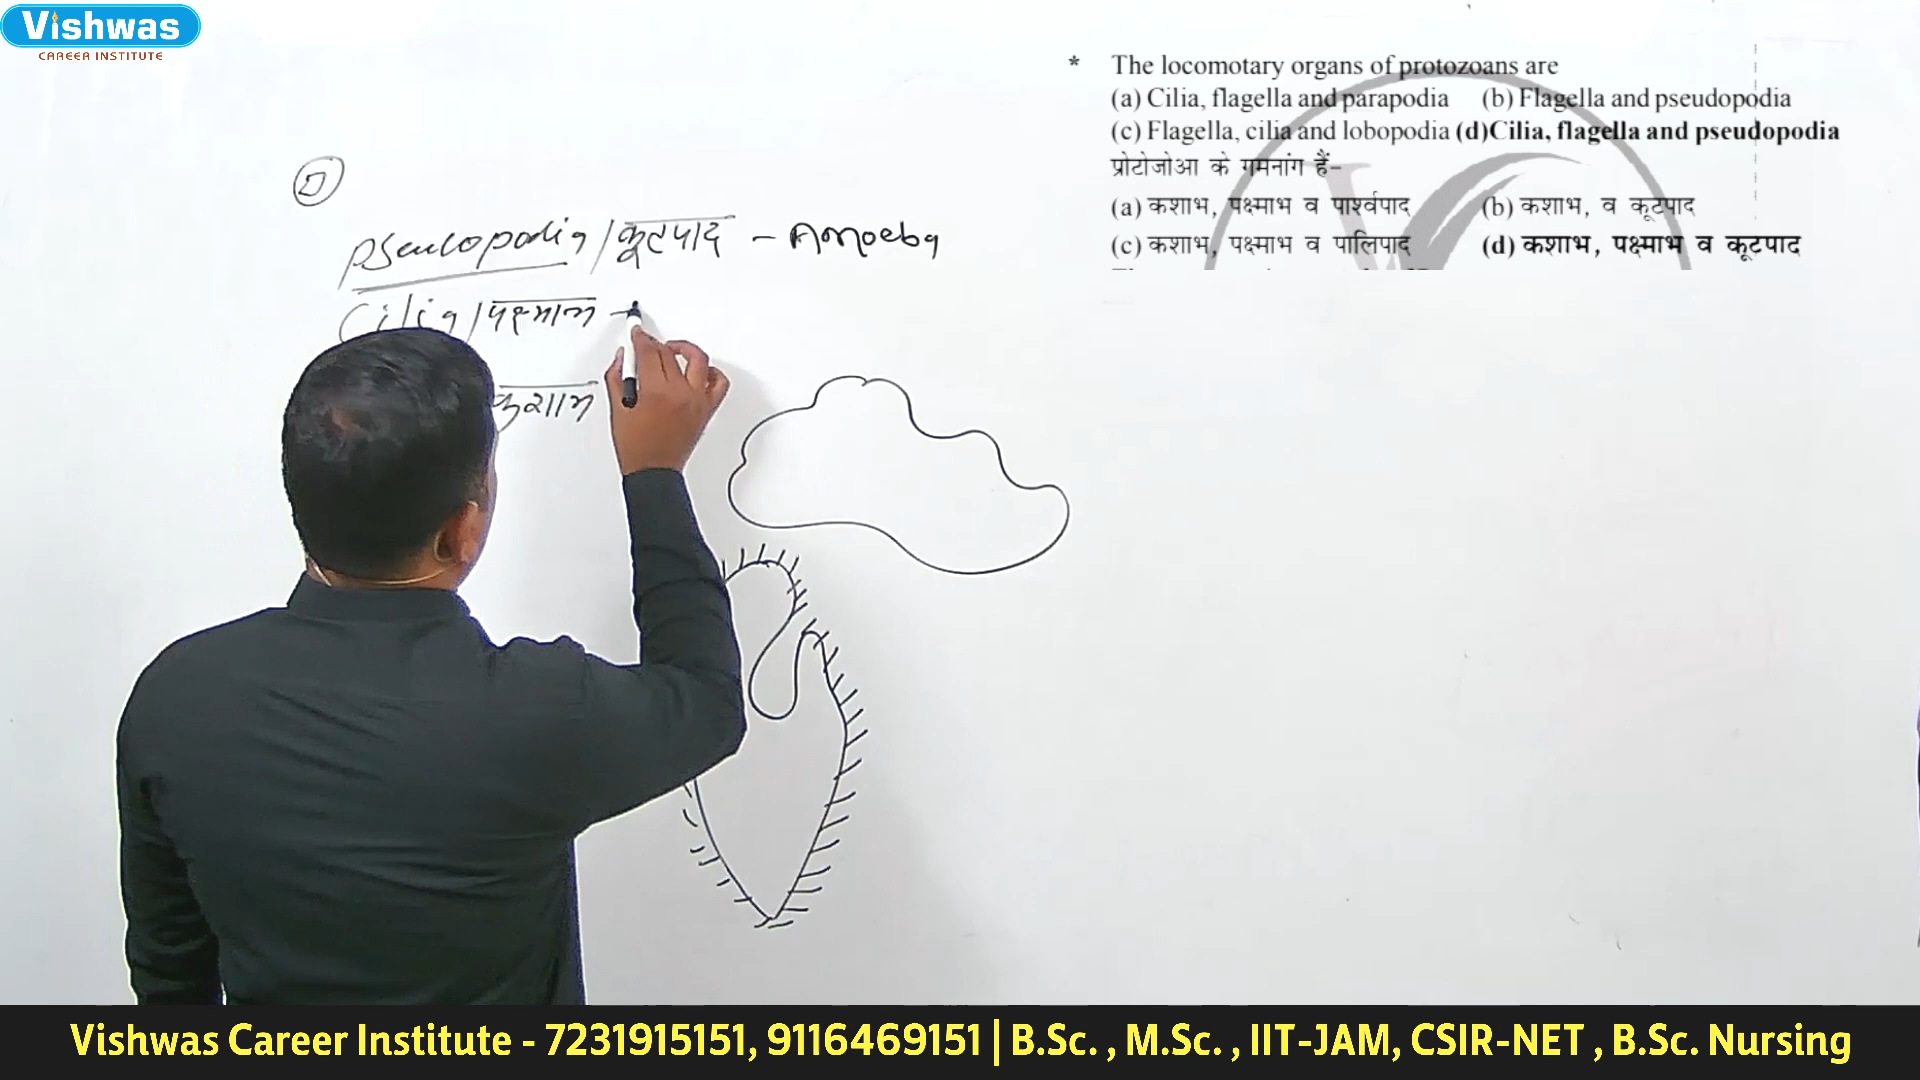 Vishwas
CAREER INSTITUTE
* The locomotary organs of protozoans are
(a) Cilia, flagella and parapodia (b) Flagella and pseudopodia
(c) Flagella, cilia and lobopodia (d)Cilia, flagella and pseudopodia
प्रोटोजोआ के गमनांग हैं–
(a) कशाभ, पक्ष्माभ व पार्श्वपाद (b) कशाभ, व कूटपाद
(c) कशाभ, पक्ष्माभ व पालिपाद (d) कशाभ, पक्ष्माभ व कूटपाद
Pseudopodia / कूटपाद – Amoeba
Cilia / पक्ष्माभ –
कशाभ
Vishwas Career Institute - 7231915151, 9116469151 | B.Sc. , M.Sc. , IIT-JAM, CSIR-NET , B.Sc. Nursing